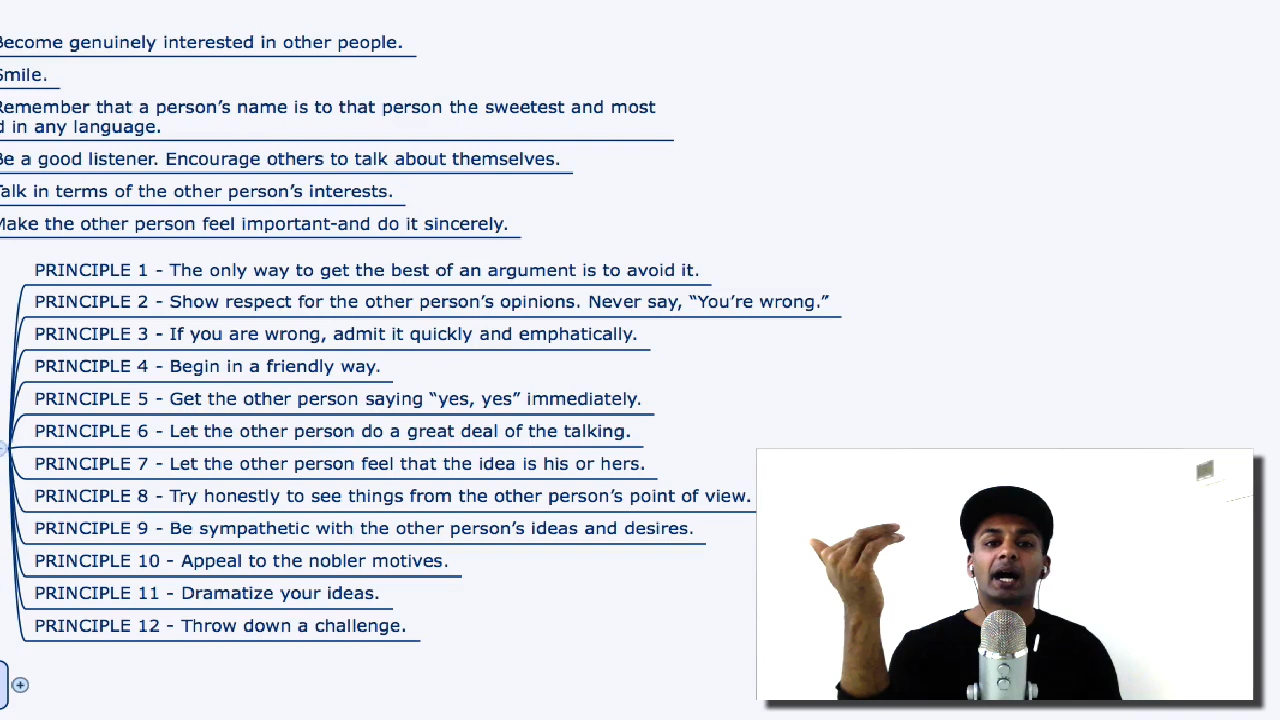 Become genuinely interested in other people.
Smile.
Remember that a person’s name is to that person the sweetest and most
d in any language.
Be a good listener. Encourage others to talk about themselves.
Talk in terms of the other person’s interests.
Make the other person feel important-and do it sincerely.
PRINCIPLE 1 - The only way to get the best of an argument is to avoid it.
PRINCIPLE 2 - Show respect for the other person’s opinions. Never say, “You’re wrong.”
PRINCIPLE 3 - If you are wrong, admit it quickly and emphatically.
PRINCIPLE 4 - Begin in a friendly way.
PRINCIPLE 5 - Get the other person saying “yes, yes” immediately.
PRINCIPLE 6 - Let the other person do a great deal of the talking.
PRINCIPLE 7 - Let the other person feel that the idea is his or hers.
PRINCIPLE 8 - Try honestly to see things from the other person’s point of view.
PRINCIPLE 9 - Be sympathetic with the other person’s ideas and desires.
PRINCIPLE 10 - Appeal to the nobler motives.
PRINCIPLE 11 - Dramatize your ideas.
PRINCIPLE 12 - Throw down a challenge.